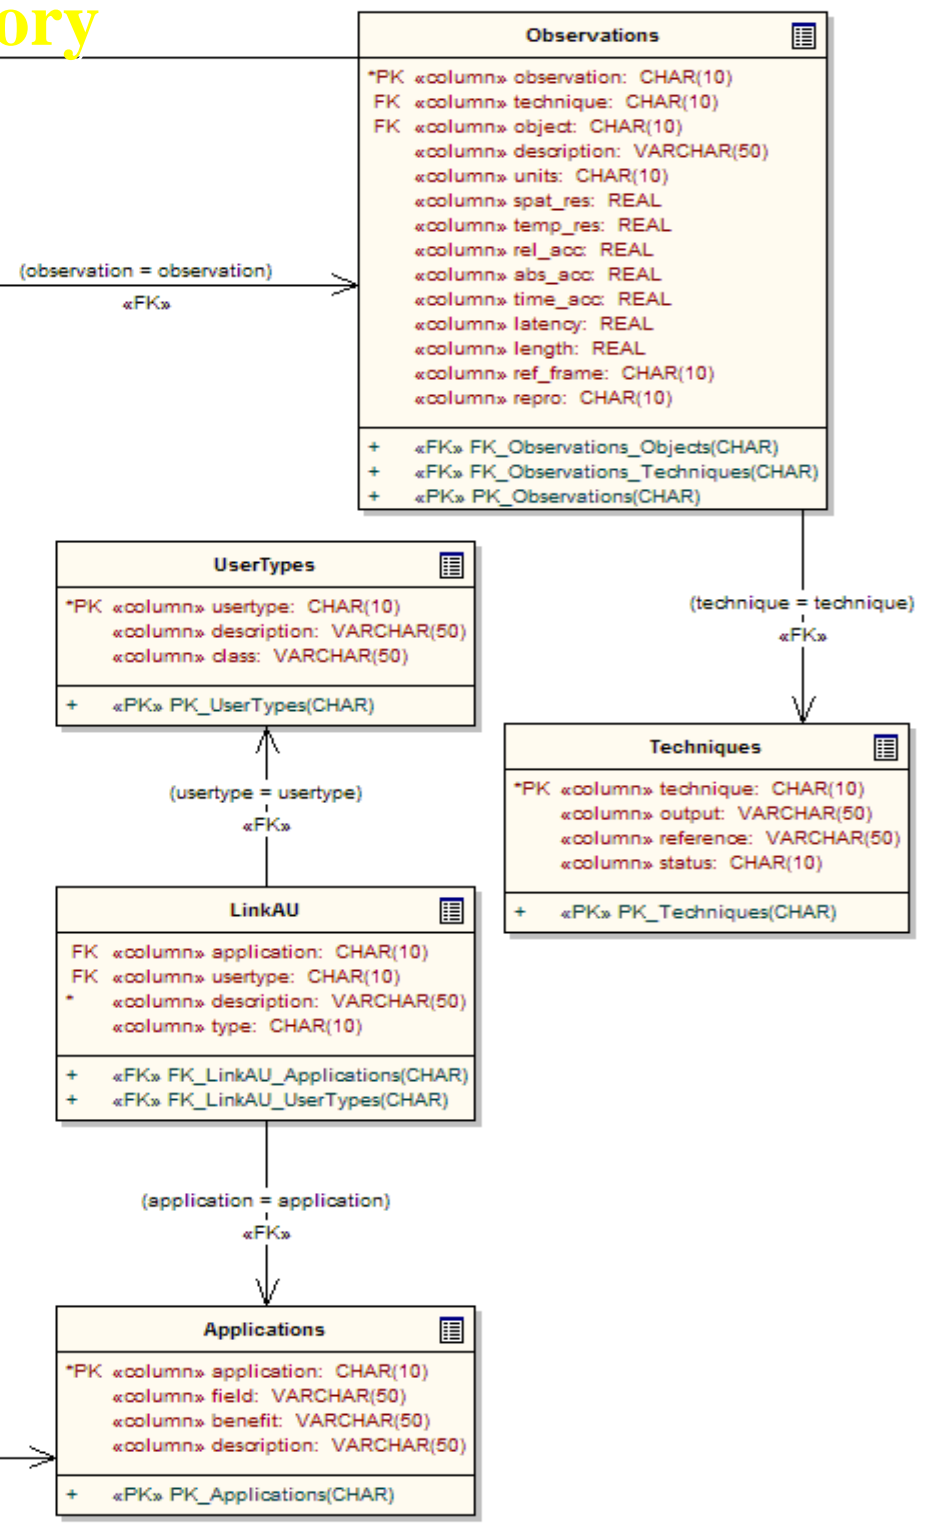 ory
Observations
*PK «column» observation: CHAR(10)
FK «column» technique: CHAR(10)
FK «column» object: CHAR(10)
«column» description: VARCHAR(50)
«column» units: CHAR(10)
«column» spat_res: REAL
«column» temp_res: REAL
«column» rel_acc: REAL
«column» abs_acc: REAL
«column» time_acc: REAL
«column» latency: REAL
«column» length: REAL
«column» ref_frame: CHAR(10)
«column» repro: CHAR(10)
+ «FK» FK_Observations_Objects(CHAR)
+ «FK» FK_Observations_Techniques(CHAR)
+ «PK» PK_Observations(CHAR)
(observation = observation)
«FK»
UserTypes
*PK «column» usertype: CHAR(10)
«column» description: VARCHAR(50)
«column» class: VARCHAR(50)
+ «PK» PK_UserTypes(CHAR)
(technique = technique)
«FK»
Techniques
*PK «column» technique: CHAR(10)
«column» output: VARCHAR(50)
«column» reference: VARCHAR(50)
«column» status: CHAR(10)
+ «PK» PK_Techniques(CHAR)
(usertype = usertype)
«FK»
LinkAU
FK «column» application: CHAR(10)
FK «column» usertype: CHAR(10)
* «column» description: VARCHAR(50)
«column» type: CHAR(10)
+ «FK» FK_LinkAU_Applications(CHAR)
+ «FK» FK_LinkAU_UserTypes(CHAR)
(application = application)
«FK»
Applications
*PK «column» application: CHAR(10)
«column» field: VARCHAR(50)
«column» benefit: VARCHAR(50)
«column» description: VARCHAR(50)
+ «PK» PK_Applications(CHAR)